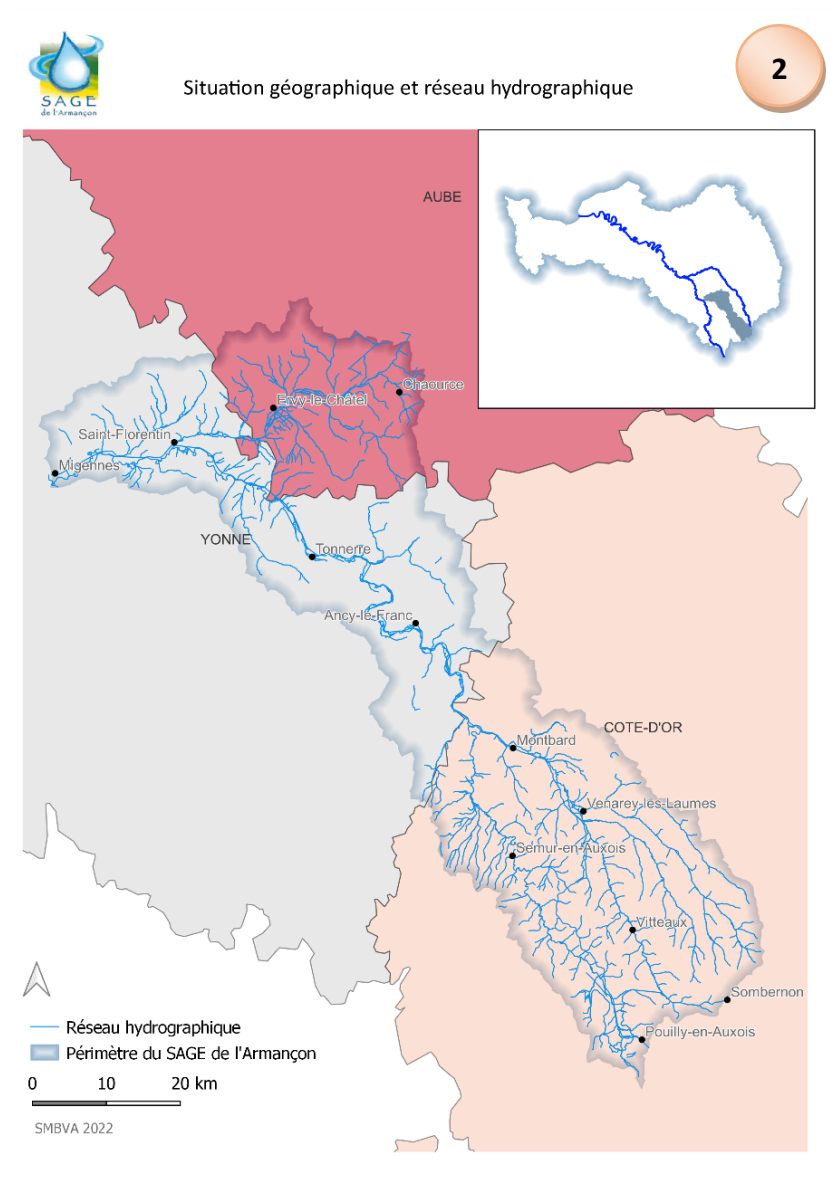 SAGE
de l'Armançon
Situation géographique et réseau hydrographique
2
AUBE
Chaource
Ervy-le-Châtel
Saint-Florentin
Migennes
YONNE
Tonnerre
Ancy-le-Franc
COTE-D'OR
Montbard
Venarey-les-Laumes
Semur-en-Auxois
Vitteaux
Sombernon
Pouilly-en-Auxois
Réseau hydrographique
Périmètre du SAGE de l'Armançon
0 10 20 km
SMBVA 2022